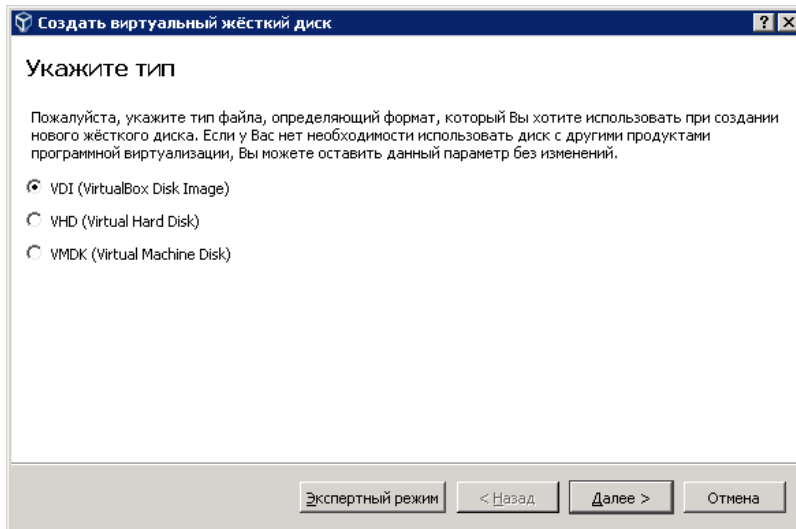 Создать виртуальный жёсткий диск
Укажите тип
Пожалуйста, укажите тип файла, определяющий формат, который Вы хотите использовать при создании
нового жёсткого диска. Если у Вас нет необходимости использовать диск с другими продуктами
программной виртуализации, Вы можете оставить данный параметр без изменений.
VDI (VirtualBox Disk Image)
VHD (Virtual Hard Disk)
VMDK (Virtual Machine Disk)
Экспертный режим
< Назад
Далее >
Отмена